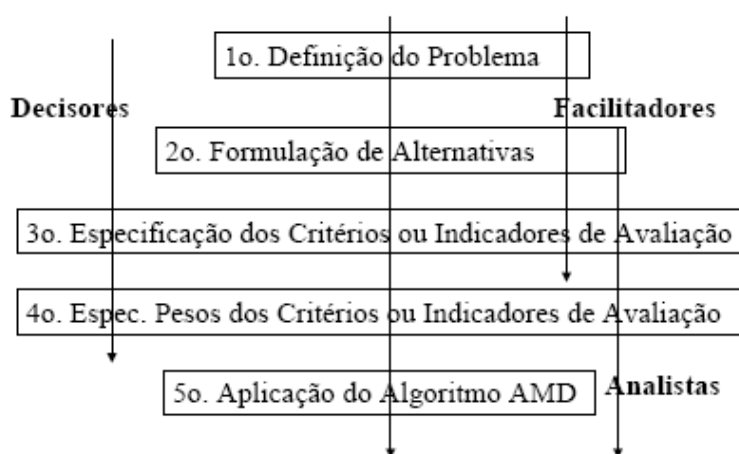 1o. Definição do Problema
Decisores
Facilitadores
2o. Formulação de Alternativas
3o. Especificação dos Critérios ou Indicadores de Avaliação
4o. Espec. Pesos dos Critérios ou Indicadores de Avaliação
5o. Aplicação do Algoritmo AMD
Analistas